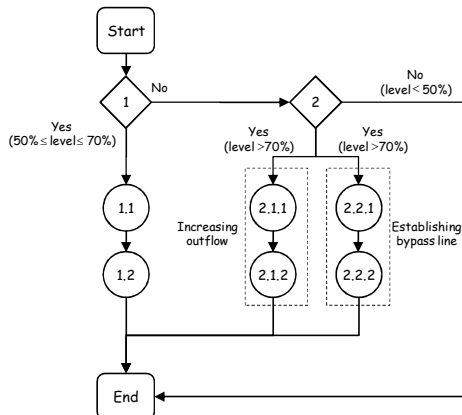 Start
1
No
2
No
(level < 50%)
Yes
(50% ≤ level ≤ 70%)
Yes
(level >70%)
Yes
(level >70%)
1.1
2.1.1
2.2.1
Increasing
outflow
Establishing
bypass line
1.2
2.1.2
2.2.2
End